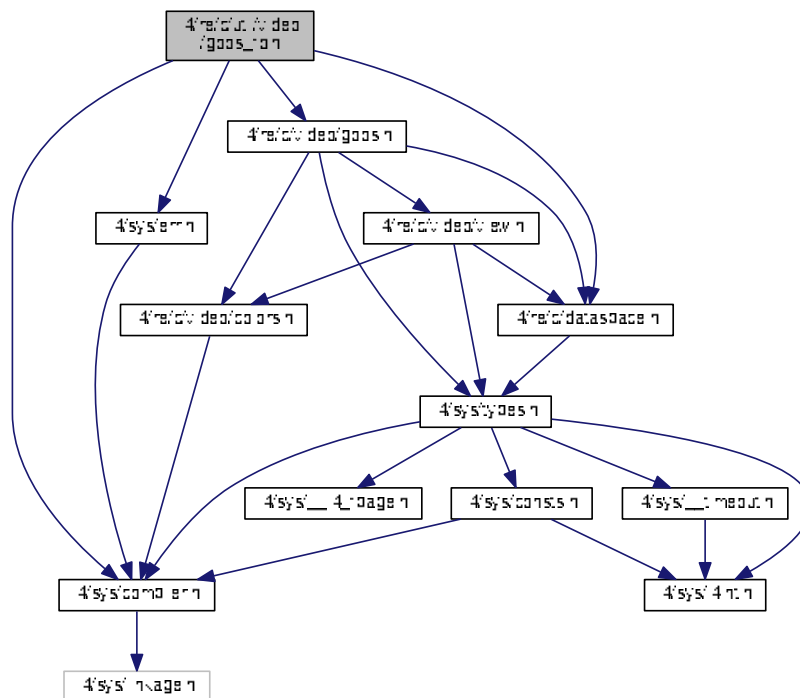 l4/re/c/util/video
/goos_fb.h
l4/re/c/video/goos.h
l4/sys/err.h
l4/re/c/video/view.h
l4/re/c/video/colors.h
l4/re/c/dataspace.h
l4/sys/types.h
l4/sys/__l4_fpage.h
l4/sys/consts.h
l4/sys/__timeout.h
l4/sys/compiler.h
l4/sys/l4int.h
l4/sys/linkage.h